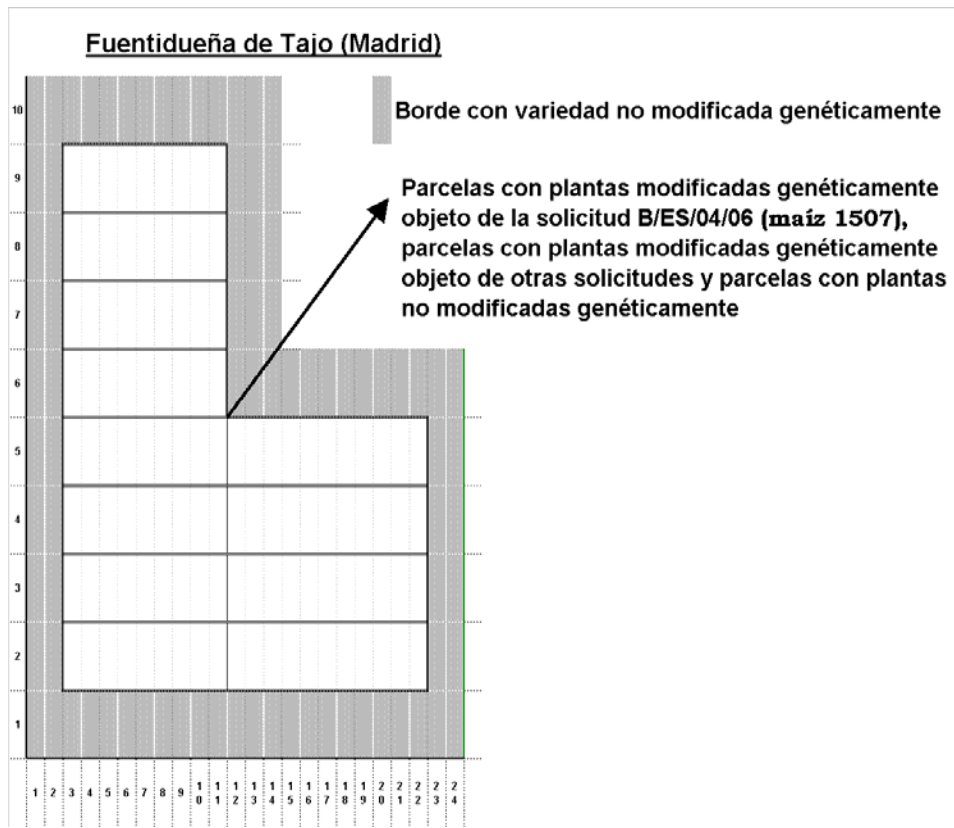 Fuentidueña de Tajo (Madrid)
Borde con variedad no modificada genéticamente
Parcelas con plantas modificadas genéticamente
objeto de la solicitud B/ES/04/06 (maíz 1507),
parcelas con plantas modificadas genéticamente
objeto de otras solicitudes y parcelas con plantas
no modificadas genéticamente
10
9
8
7
6
5
4
3
2
1
1 2 3 4 5 6 7 8 9 10 11 12 13 14 15 16 17 18 19 20 21 22 23 24